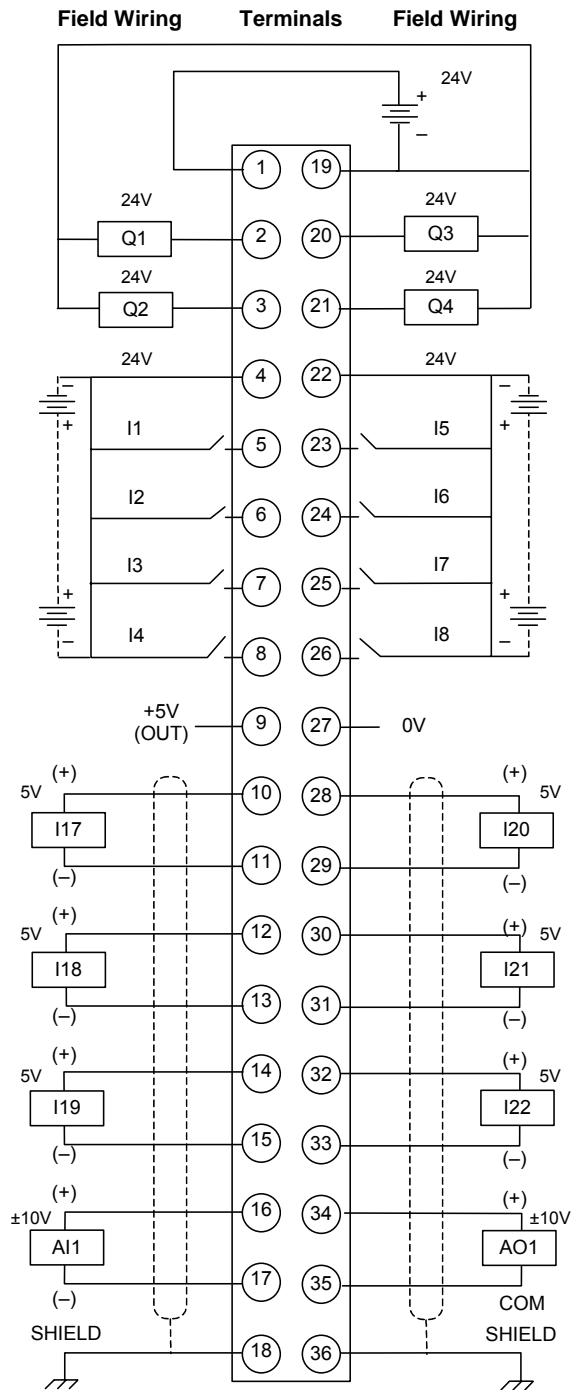 Field Wiring Terminals Field Wiring
24V
+
–
1 19
24V 24V
Q1 2 20 Q3
24V 24V
Q2 3 21 Q4
24V 4 22 24V
– –
+ +
I1 5 23 I5
I2 6 24 I6
I3 7 25 I7
+ +
– –
I4 8 26 I8
+5V
(OUT) 9 27 0V
(+) (+)
5V 10 28 5V
I17 I20
11 29
(–) (–)
(+) (+)
5V 12 30 5V
I18 I21
13 31
(–) (–)
(+) (+)
5V 14 32 5V
I19 I22
15 33
(–) (–)
(+) (+)
±10V 16 34 ±10V
AI1 AO1
17 35
(–) COM
SHIELD SHIELD
18 36